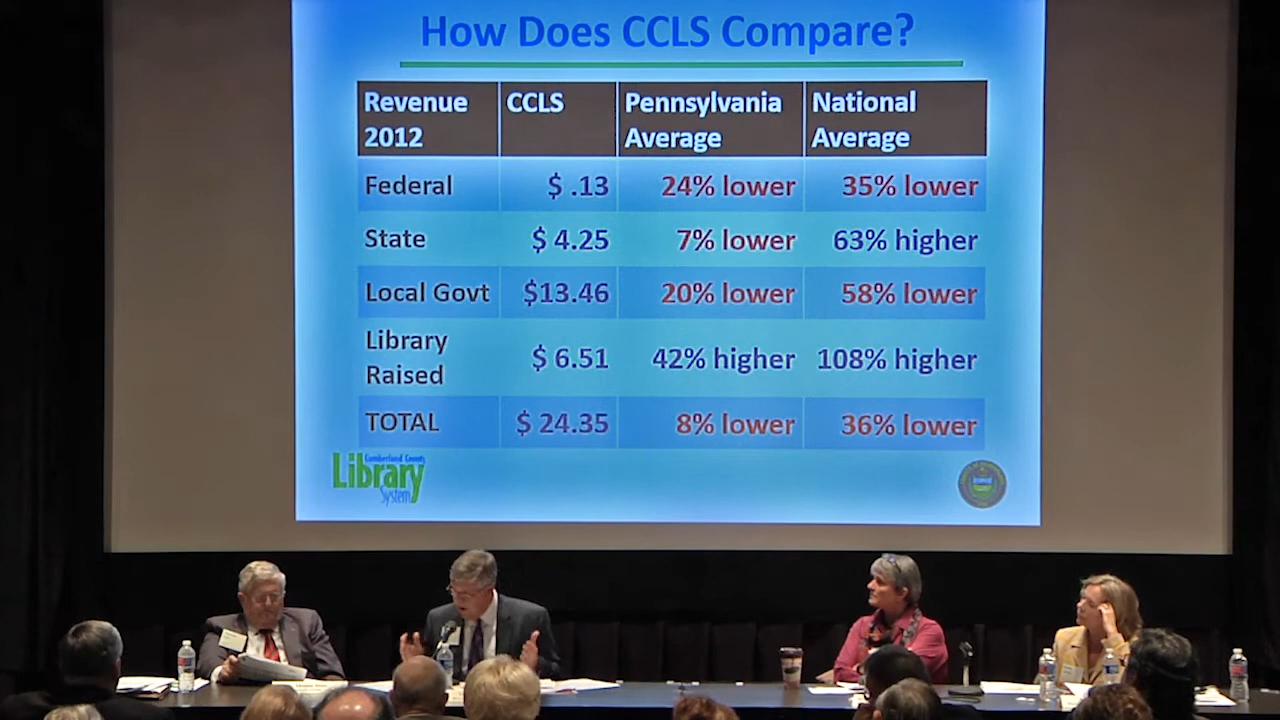 How Does CCLS Compare?
Revenue 2012 CCLS Pennsylvania Average National Average
Federal $ .13 24% lower 35% lower
State $ 4.25 7% lower 63% higher
Local Govt $13.46 20% lower 58% lower
Library Raised $ 6.51 42% higher 108% higher
TOTAL $ 24.35 8% lower 36% lower
Cumberland County
Library
System